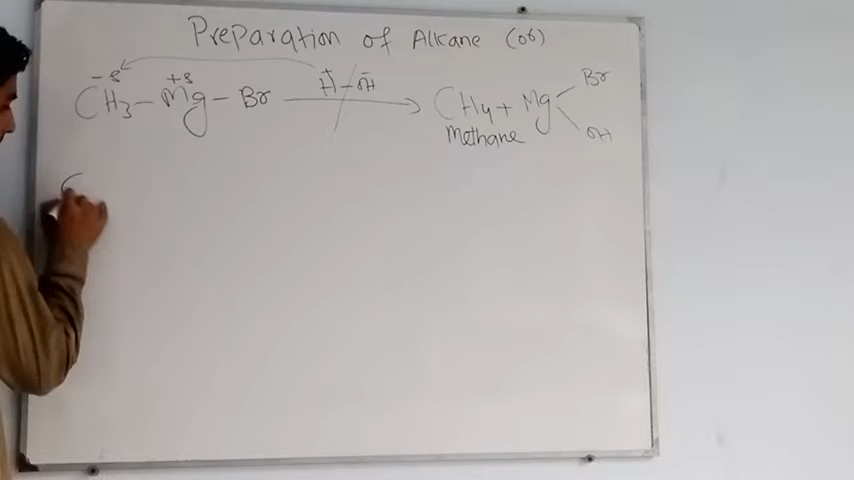 Preparation of Alkane (06)
-δ +δ H⁺-OH⁻ Br
CH3-Mg-Br → CH4 + Mg
Methane OH